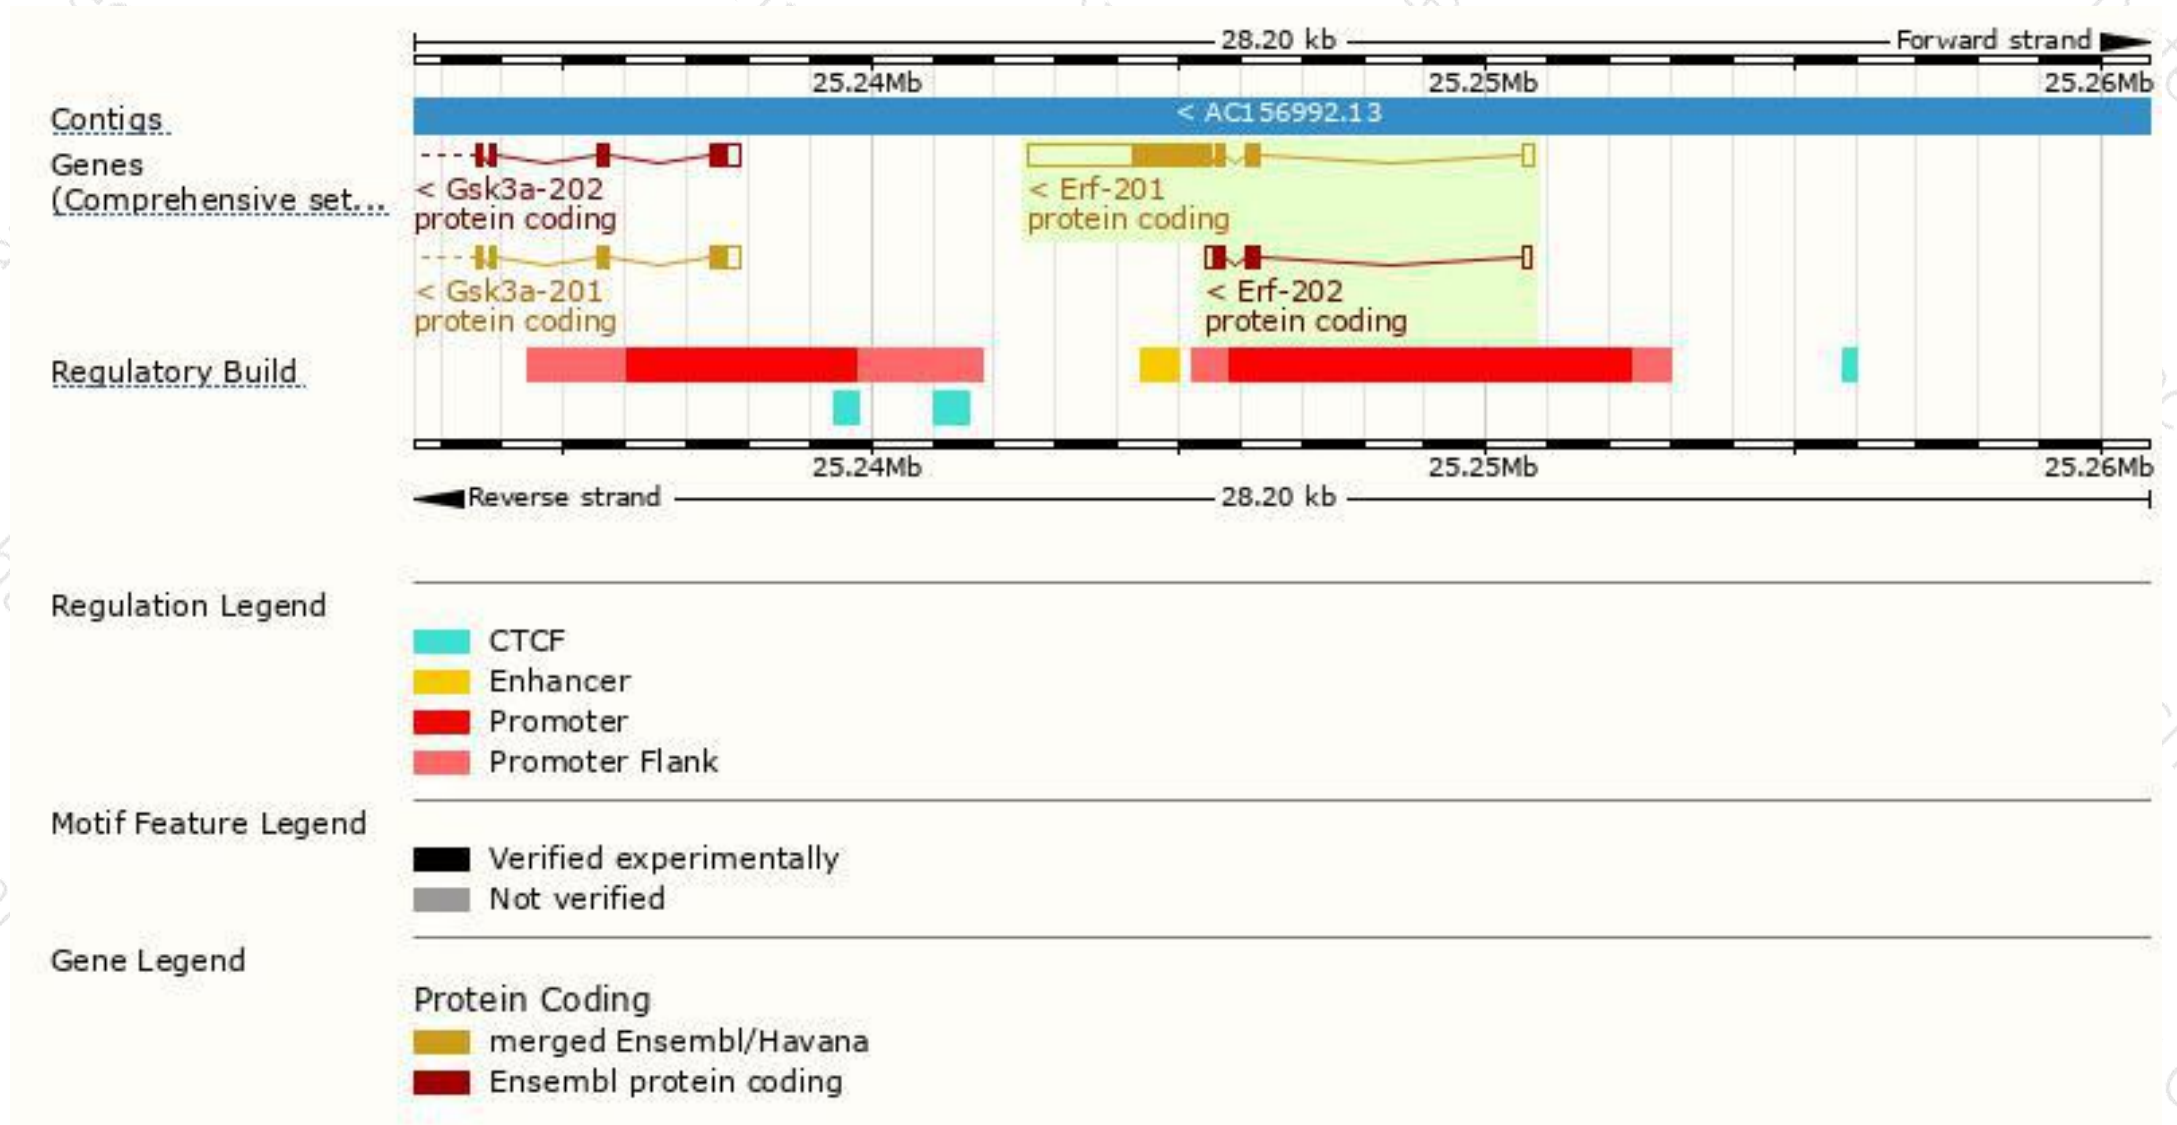 28.20 kb
Forward strand
25.24Mb
25.25Mb
25.26Mb
Contigs
< AC156992.13
Genes
(Comprehensive set...
< Gsk3a-202
protein coding
< Erf-201
protein coding
< Gsk3a-201
protein coding
< Erf-202
protein coding
Regulatory Build
25.24Mb
25.25Mb
25.26Mb
Reverse strand
28.20 kb
Regulation Legend
CTCF
Enhancer
Promoter
Promoter Flank
Motif Feature Legend
Verified experimentally
Not verified
Gene Legend
Protein Coding
merged Ensembl/Havana
Ensembl protein coding